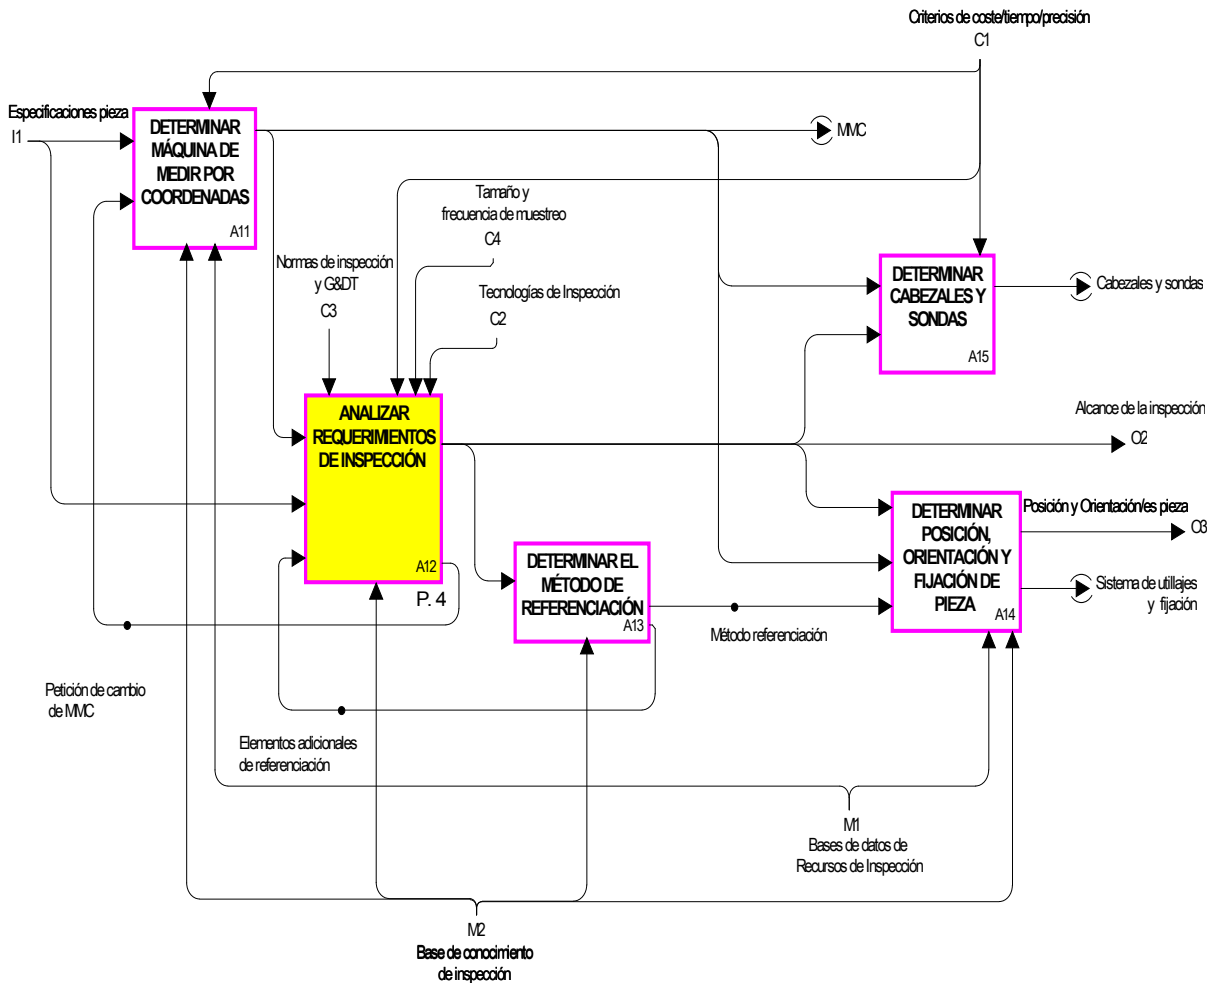 Criterios de coste/tiempo/precisión
C1
Especificaciones pieza
I1
DETERMINAR
MÁQUINA DE
MEDIR POR
COORDENADAS
A11
MMC
Tamaño y
frecuencia de muestreo
C4
Normas de inspección
y G&DT
C3
Tecnologías de Inspección
C2
DETERMINAR
CABEZALES Y
SONDAS
A15
Cabezales y sondas
ANALIZAR
REQUERIMIENTOS
DE INSPECCIÓN
A12
P. 4
Alcance de la inspección
O2
DETERMINAR
POSICIÓN,
ORIENTACIÓN Y
FIJACIÓN DE
PIEZA
A14
Posición y Orientación/es pieza
O3
Sistema de utillajes
y fijación
DETERMINAR EL
MÉTODO DE
REFERENCIACIÓN
A13
Método referenciación
Petición de cambio
de MMC
Elementos adicionales
de referenciación
M1
Bases de datos de
Recursos de Inspección
M2
Base de conocimiento
de inspección